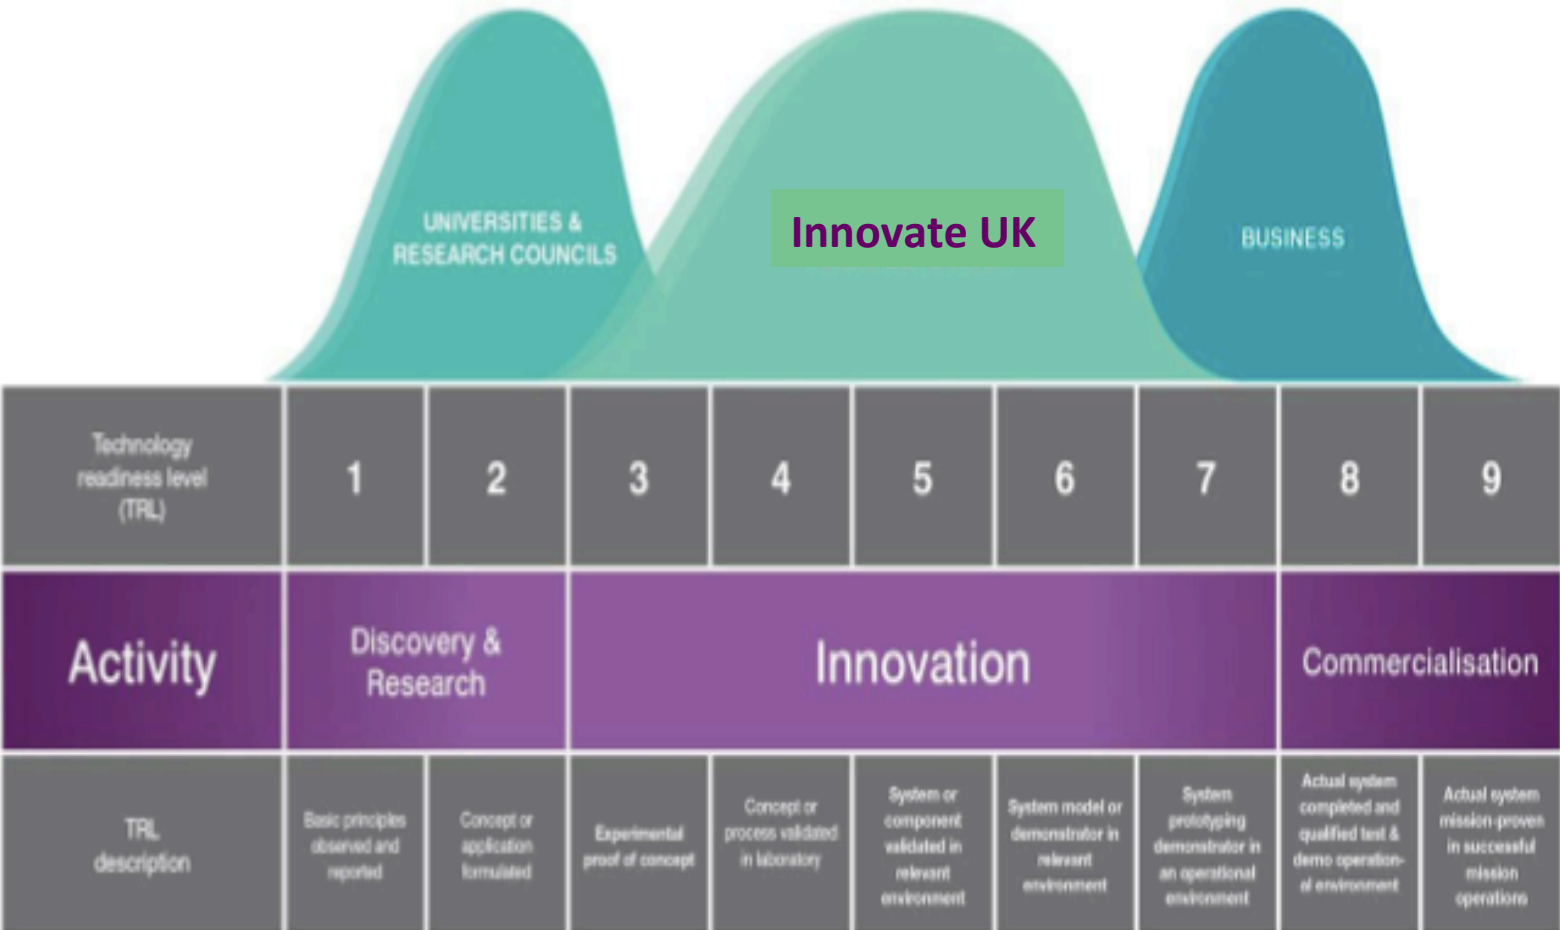 UNIVERSITIES &
RESEARCH COUNCILS
Innovate UK
BUSINESS
Technology
readiness level
(TRL)
1
2
3
4
5
6
7
8
9
Activity
Discovery &
Research
Innovation
Commercialisation
TRL
description
Basic principles
observed and
reported
Concept or
application
formulated
Experimental
proof of concept
Concept or
process validated
in laboratory
System or
component
validated in
relevant
environment
System model or
demonstrator in
relevant
environment
System
prototyping
demonstrator in
an operational
environment
Actual system
completed and
qualified test &
demo operation-
al environment
Actual system
mission-proven
in successful
mission
operations